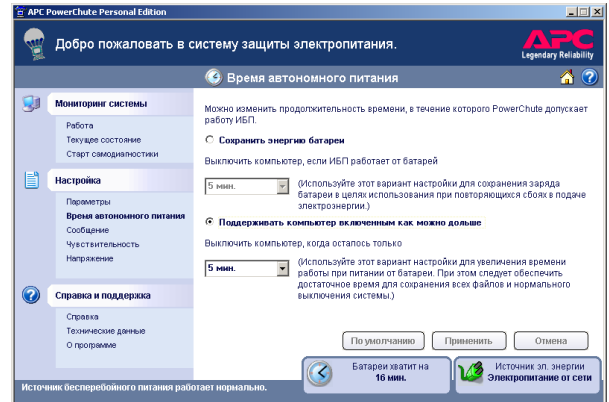 APC PowerChute Personal Edition
Добро пожаловать в систему защиты электропитания.
APC
Legendary Reliability
Время автономного питания
Мониторинг системы
Работа
Текущее состояние
Старт самодиагностики
Настройка
Параметры
Время автономного питания
Сообщение
Чувствительность
Напряжение
Справка и поддержка
Справка
Технические данные
О программе
Можно изменить продолжительность времени, в течение которого PowerChute допускает
работу ИБП.
Сохранить энергию батареи
Выключить компьютер, если ИБП работает от батарей
5 мин.
(Используйте этот вариант настройки для сохранения заряда
батареи в целях использования при повторяющихся сбоях в подаче
электроэнергии.)
Поддерживать компьютер включенным как можно дольше
Выключить компьютер, когда осталось только
5 мин.
(Используйте этот вариант настройки для увеличения времени
работы при питании от батареи. При этом следует обеспечить
достаточное время для сохранения всех файлов и нормального
выключения системы.)
По умолчанию
Применить
Отмена
Батареи хватит на
16 мин.
Источник эл. энергии
Электропитание от сети
Источник бесперебойного питания работает нормально.